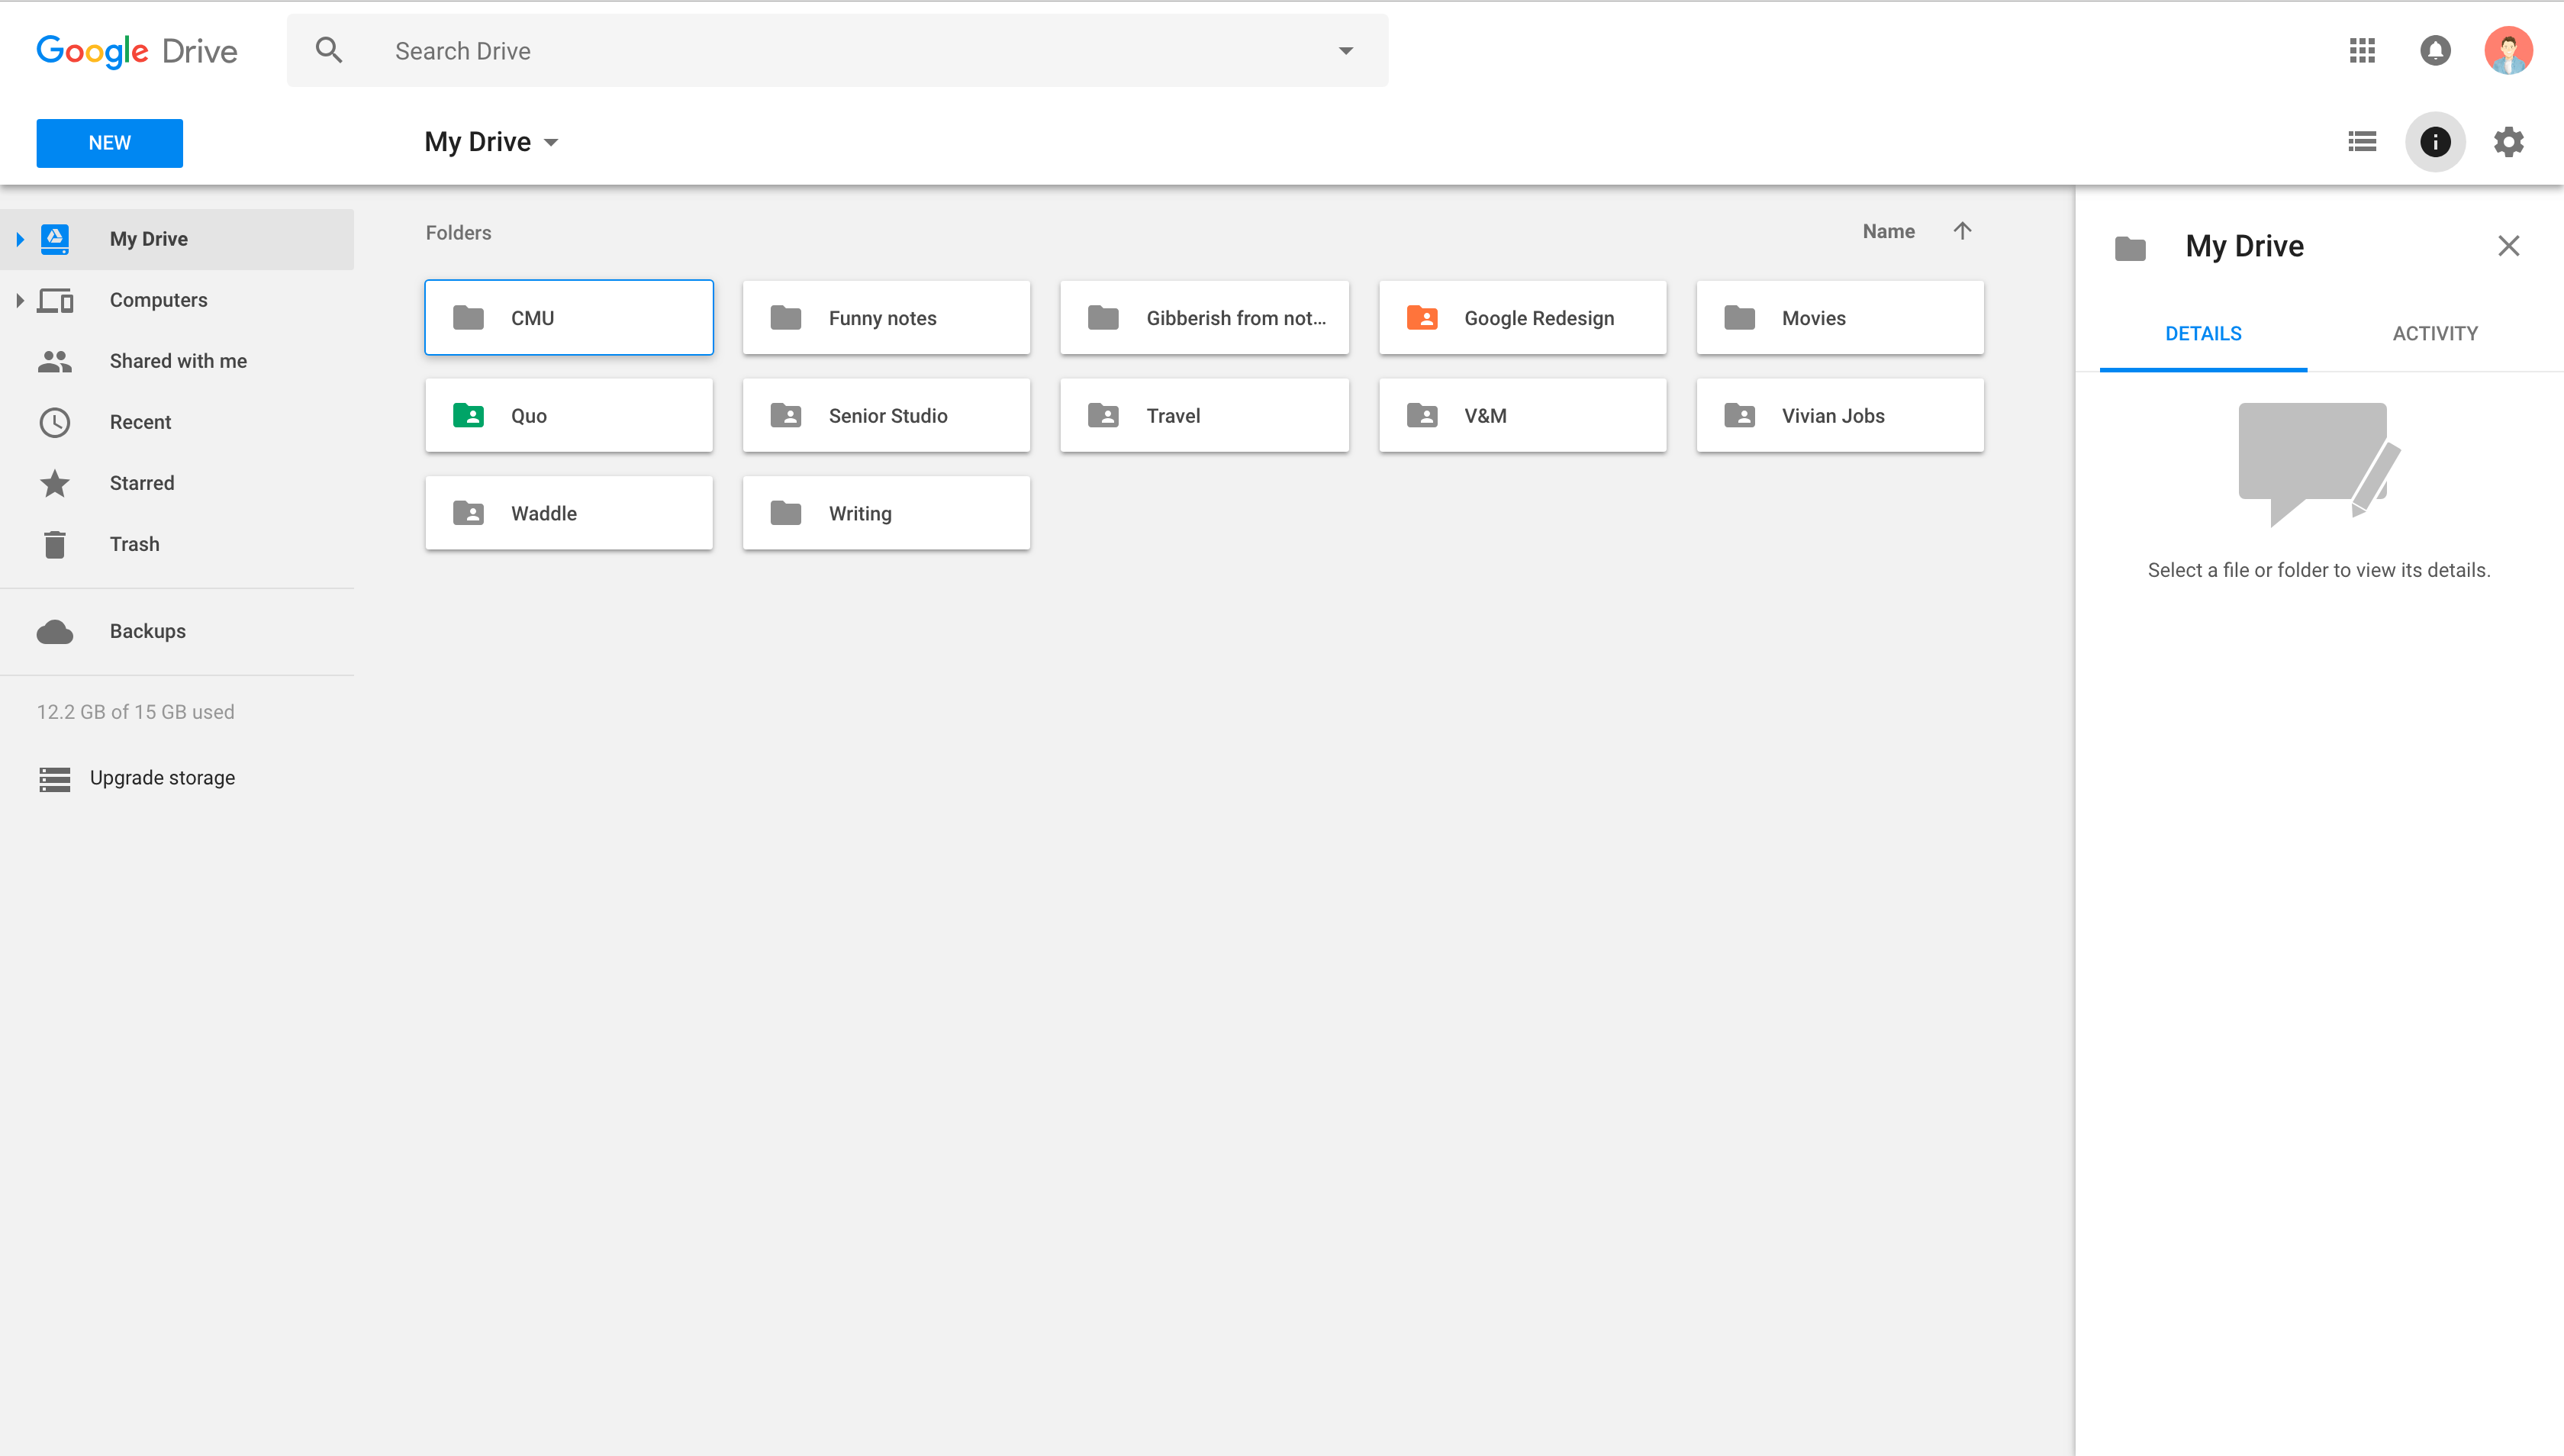 Google Drive
Search Drive
NEW
My Drive
My Drive
Computers
Shared with me
Recent
Starred
Trash
Backups
12.2 GB of 15 GB used
Upgrade storage
Folders
Name
CMU
Funny notes
Gibberish from not...
Google Redesign
Movies
Quo
Senior Studio
Travel
V&M
Vivian Jobs
Waddle
Writing
My Drive
DETAILS
ACTIVITY
Select a file or folder to view its details.